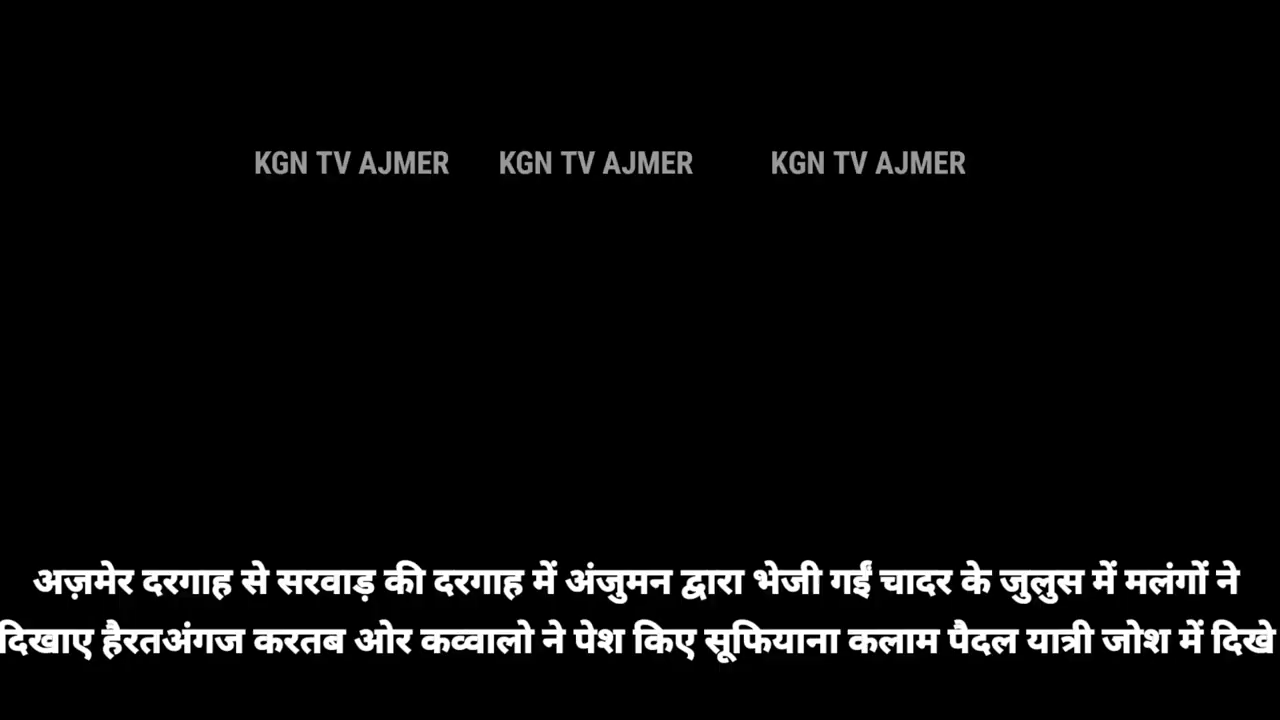 KGN TV AJMER KGN TV AJMER KGN TV AJMER
अज़मेर दरगाह से सरवाड़ की दरगाह में अंजुमन द्वारा भेजी गईं चादर के जुलुस में मलंगों ने
दिखाए हैरतअंगज करतब ओर कव्वालो ने पेश किए सूफियाना कलाम पैदल यात्री जोश में दिखे